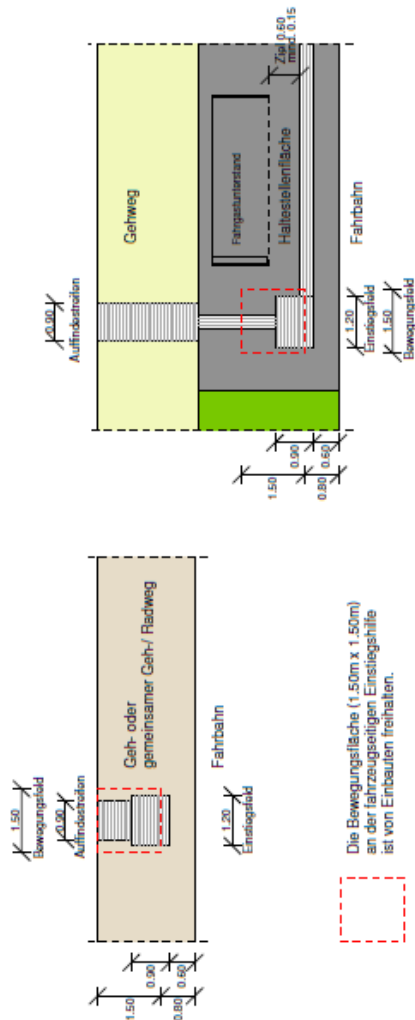 0.90
Auffindestreifen
Gehweg
Fahrgastunterstand
Haltestellenfläche
Ziel 0.60
mind. 0.15
Fahrbahn
1.20
Einstiegsfeld
1.50
Bewegungsfeld
1.50
0.90
0.80
0.60
1.50
Bewegungsfeld
0.90
Auffindestreifen
Geh- oder
gemeinsamer Geh-/ Radweg
Fahrbahn
1.20
Einstiegsfeld
1.50
0.90
0.80
0.60
Die Bewegungsfläche (1.50m x 1.50m)
an der fahrzeugseitigen Einstiegshilfe
ist von Einbauten freihalten.